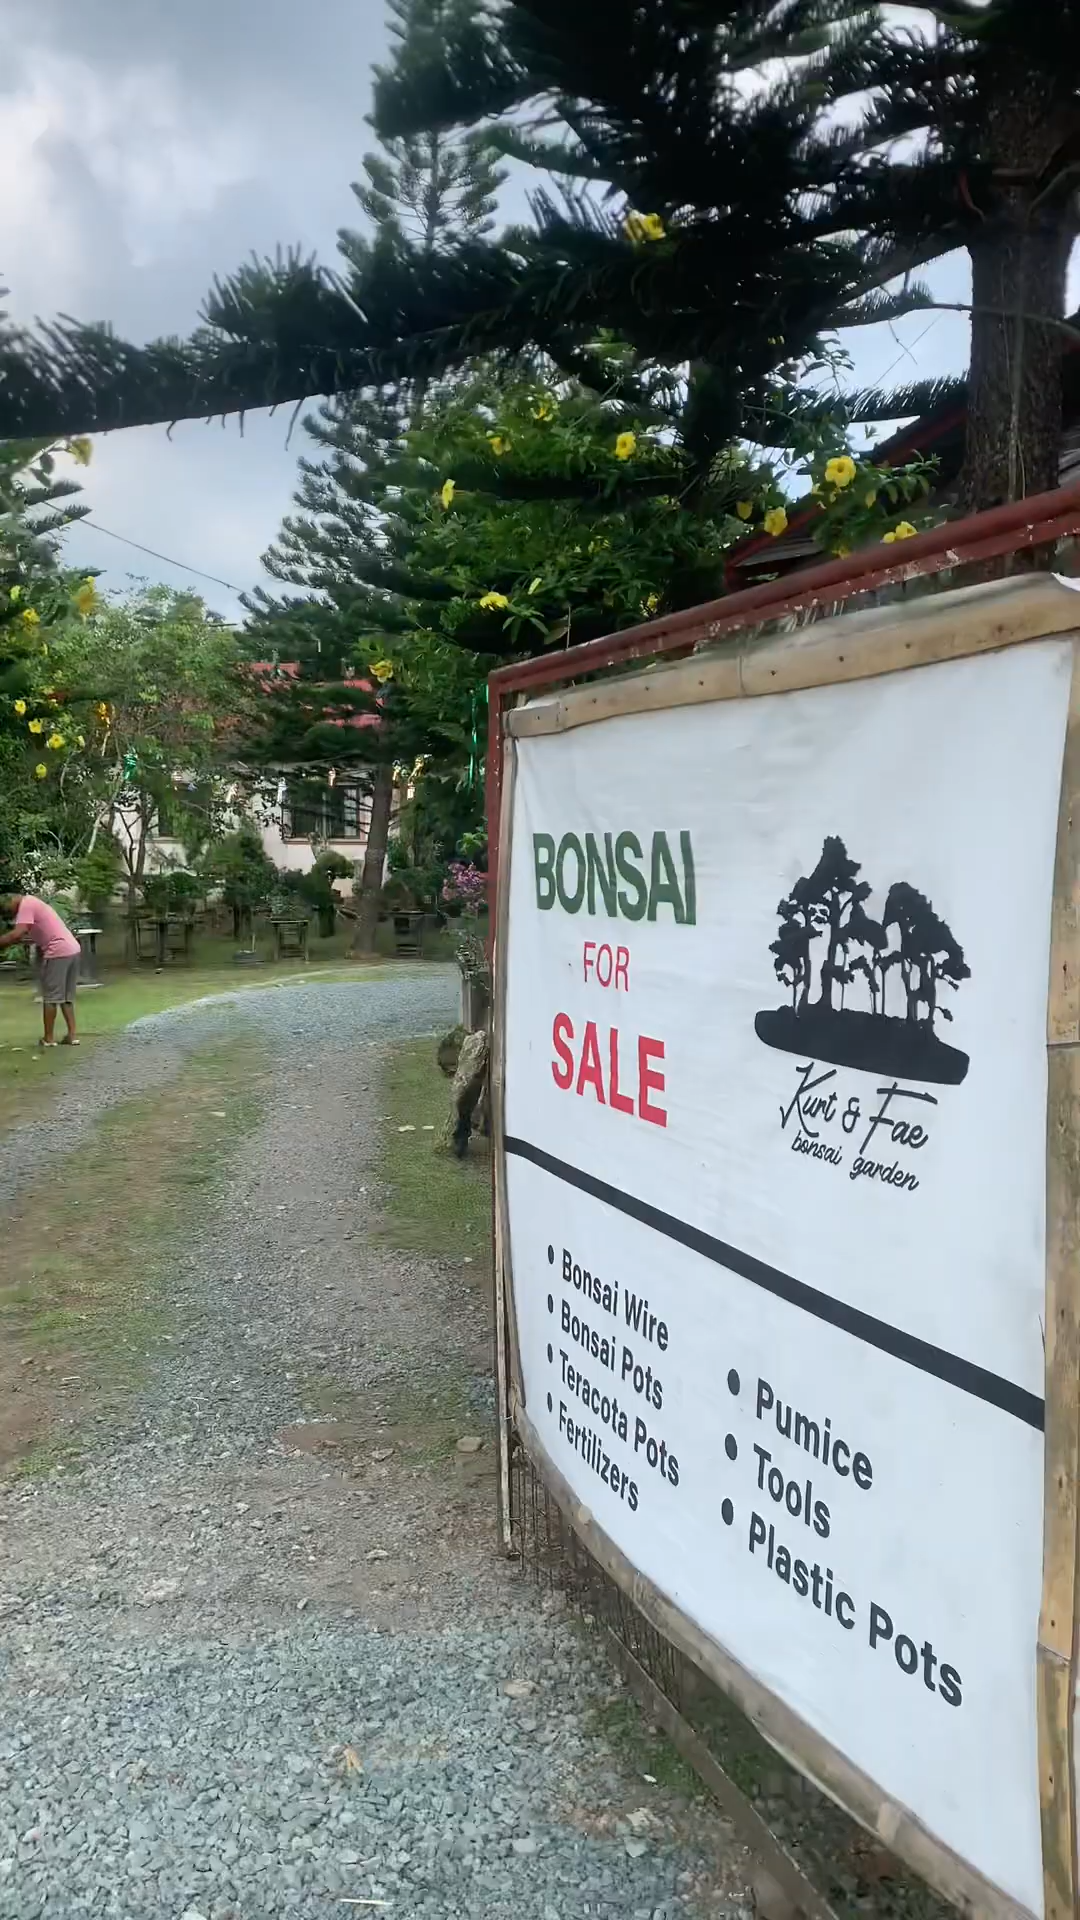 BONSAI
FOR
SALE
Kurt & Fae
bonsai garden
• Bonsai Wire
• Bonsai Pots
• Teracota Pots
• Fertilizers
• Pumice
• Tools
• Plastic Pots